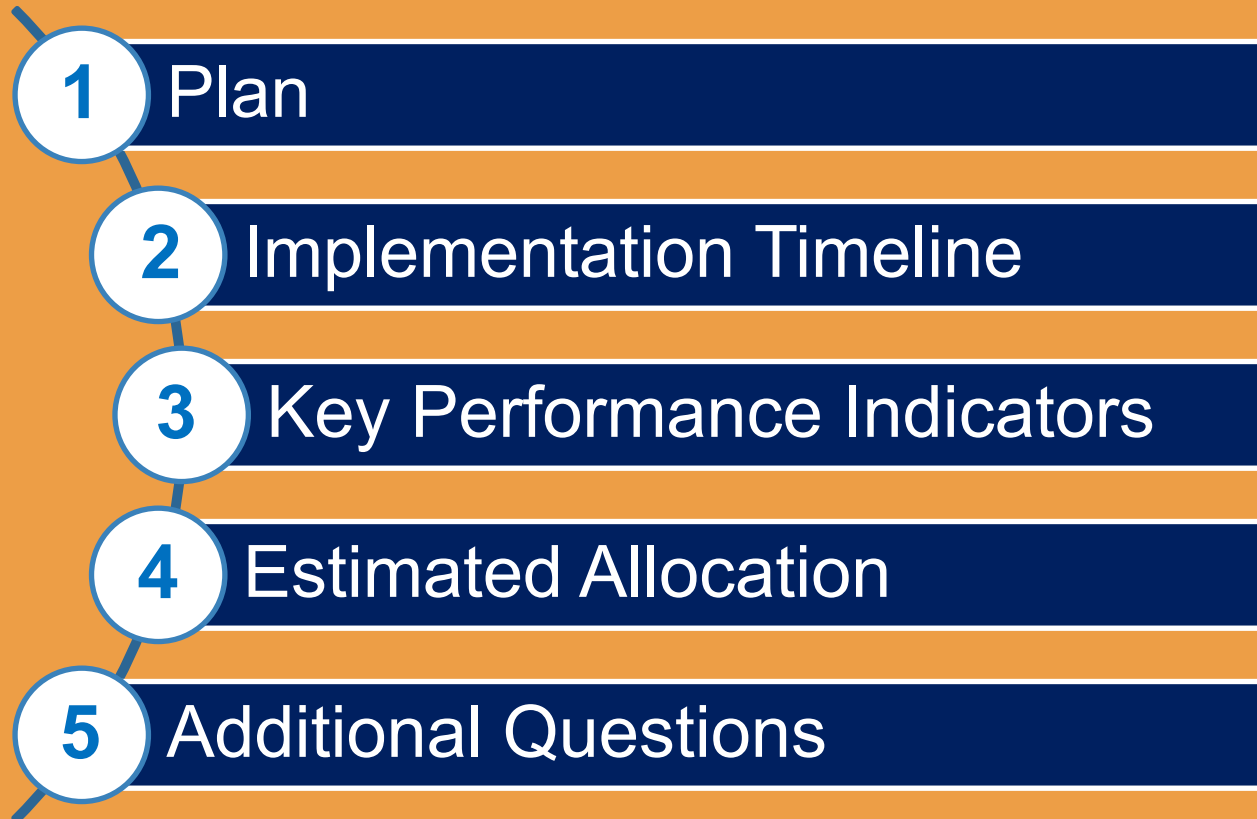 1 Plan
2 Implementation Timeline
3 Key Performance Indicators
4 Estimated Allocation
5 Additional Questions